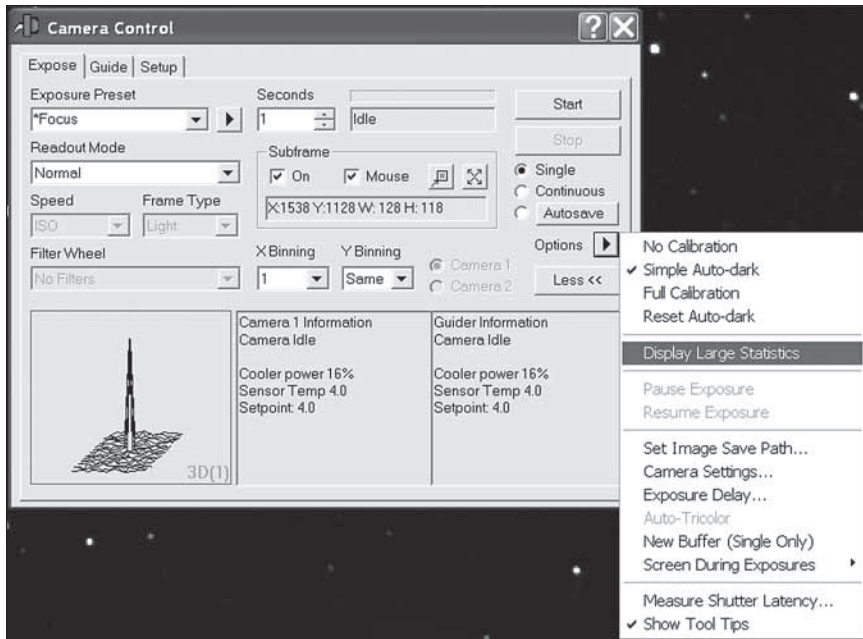 Camera Control
Expose Guide Setup
Exposure Preset
*Focus
Seconds
1
Idle
Start
Stop
Readout Mode
Normal
Subframe
On Mouse
X:1538 Y:1128 W: 128 H: 118
Single
Continuous
Autosave
Speed Frame Type
ISO Light
Filter Wheel
No Filters
X Binning Y Binning
1 Same
Camera 1
Camera 2
Options
Less <<
3D(1)
Camera 1 Information
Camera Idle
Cooler power 16%
Sensor Temp 4.0
Setpoint: 4.0
Guider Information
Camera Idle
Cooler power 16%
Sensor Temp 4.0
Setpoint: 4.0
No Calibration
Simple Auto-dark
Full Calibration
Reset Auto-dark
Display Large Statistics
Pause Exposure
Resume Exposure
Set Image Save Path...
Camera Settings...
Exposure Delay...
Auto-Tricolor
New Buffer (Single Only)
Screen During Exposures
Measure Shutter Latency...
Show Tool Tips